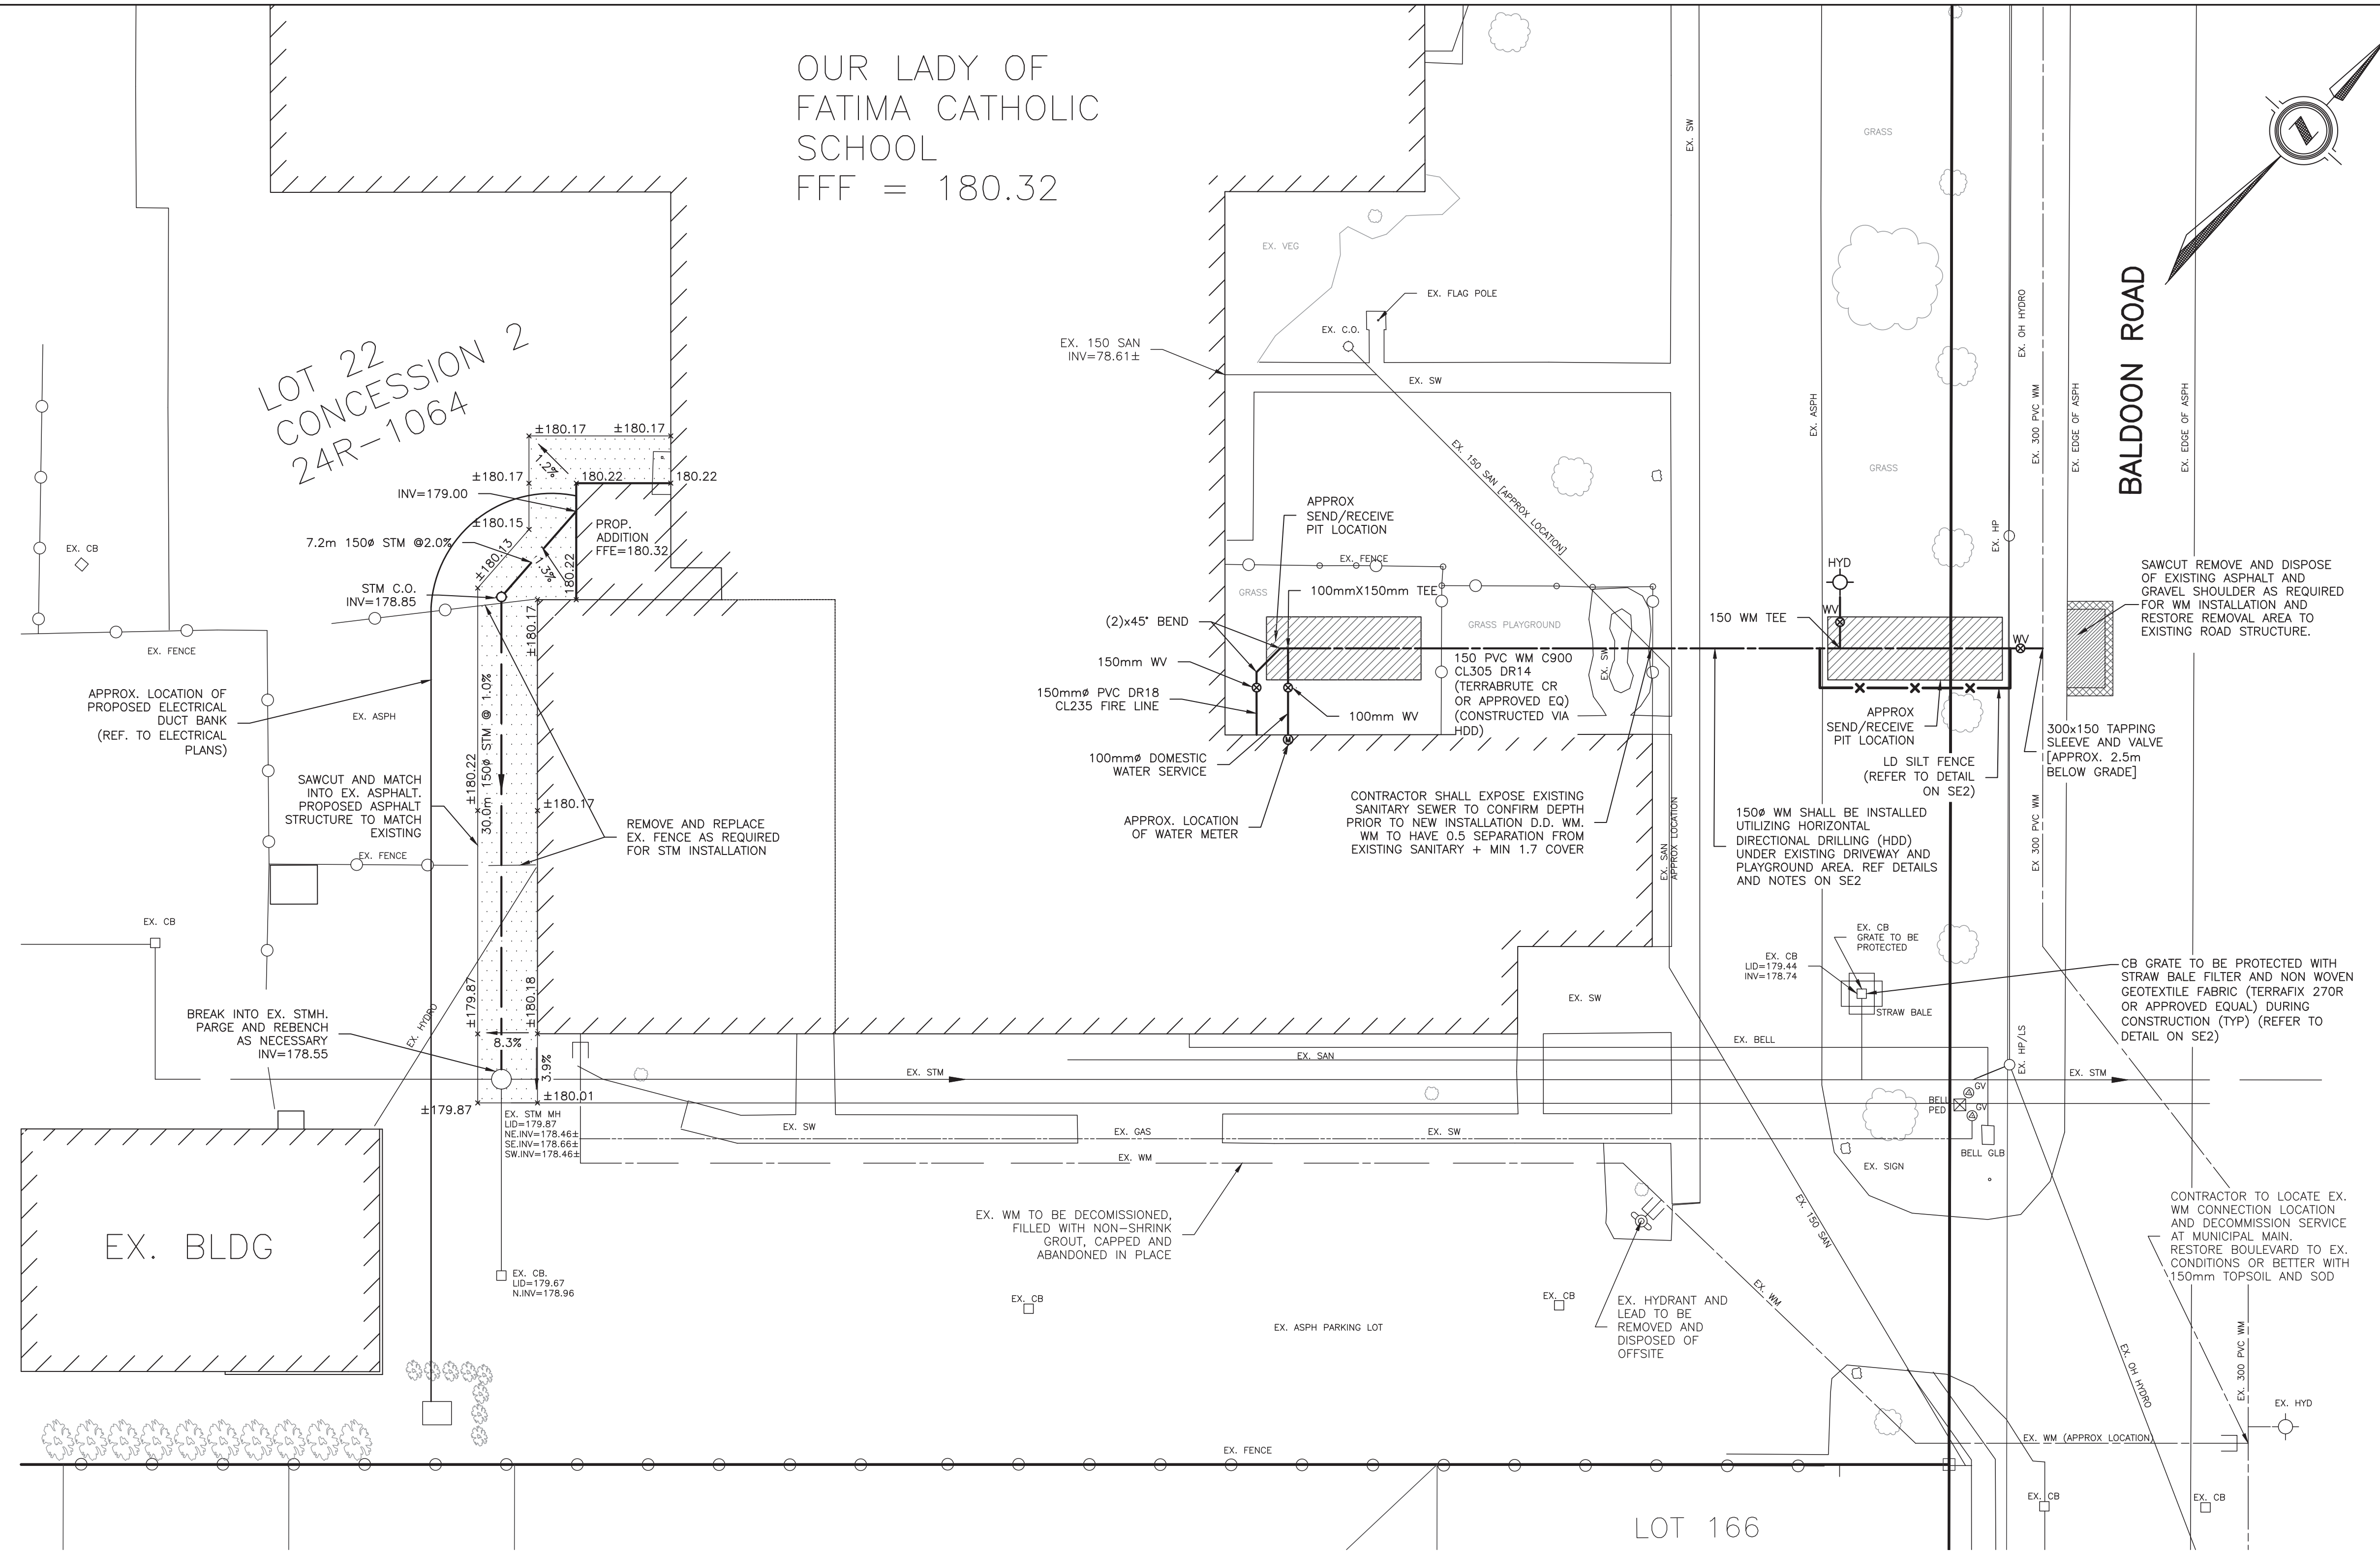 OUR LADY OF
FATIMA CATHOLIC
SCHOOL
FFF = 180.32
LOT 22
CONCESSION 2
24R-1064
±180.17
±180.17
1.2%
±180.17
180.22
180.22
INV=179.00
±180.15
PROP.
ADDITION
FFE=180.32
7.2m 150ø STM @2.0%
±180.13
1.3%
180.22
STM C.O.
INV=178.85
EX. CB
EX. FENCE
±180.17
APPROX. LOCATION OF
PROPOSED ELECTRICAL
DUCT BANK
(REF. TO ELECTRICAL
PLANS)
EX. ASPH
30.0m 150ø STM @ 1.0%
±180.22
±180.17
SAWCUT AND MATCH
INTO EX. ASPHALT.
PROPOSED ASPHALT
STRUCTURE TO MATCH
EXISTING
REMOVE AND REPLACE
EX. FENCE AS REQUIRED
FOR STM INSTALLATION
EX. FENCE
EX. CB
±179.87
±180.18
EX. HYDRO
BREAK INTO EX. STMH.
PARGE AND REBENCH
AS NECESSARY
INV=178.55
8.3%
3.9%
±179.87
±180.01
EX. STM MH
LID=179.87
NE.INV=178.46±
SE.INV=178.66±
SW.INV=178.46±
EX. BLDG
EX. CB.
LID=179.67
N.INV=178.96
EX. VEG
EX. FLAG POLE
EX. C.O.
EX. 150 SAN
INV=78.61±
EX. SW
EX. SW
EX. 150 SAN [APPROX LOCATION]
APPROX
SEND/RECEIVE
PIT LOCATION
EX. FENCE
GRASS
100mmX150mm TEE
GRASS PLAYGROUND
(2)x45° BEND
150mm WV
150mmø PVC DR18
CL235 FIRE LINE
100mm WV
150 PVC WM C900
CL305 DR14
(TERRABRUTE CR
OR APPROVED EQ)
(CONSTRUCTED VIA
HDD)
EX. SW
100mmø DOMESTIC
WATER SERVICE
APPROX. LOCATION
OF WATER METER
M
CONTRACTOR SHALL EXPOSE EXISTING
SANITARY SEWER TO CONFIRM DEPTH
PRIOR TO NEW INSTALLATION D.D. WM.
WM TO HAVE 0.5 SEPARATION FROM
EXISTING SANITARY + MIN 1.7 COVER
EX. SAN
APPROX LOCATION
EX. SW
EX. SAN
EX. BELL
EX. STM
EX. STM
EX. SW
EX. GAS
EX. SW
EX. WM
EX. WM TO BE DECOMISSIONED,
FILLED WITH NON-SHRINK
GROUT, CAPPED AND
ABANDONED IN PLACE
EX. CB
EX. CB
EX. ASPH PARKING LOT
EX. HYDRANT AND
LEAD TO BE
REMOVED AND
DISPOSED OF
OFFSITE
EX. WM
EX. 150 SAN
EX. FENCE
LOT 166
GRASS
GRASS
EX. ASPH
EX. OH HYDRO
EX. 300 PVC WM
EX. EDGE OF ASPH
EX. EDGE OF ASPH
BALDOON ROAD
EX. HP
HYD
WV
WV
150 WM TEE
SAWCUT REMOVE AND DISPOSE
OF EXISTING ASPHALT AND
GRAVEL SHOULDER AS REQUIRED
FOR WM INSTALLATION AND
RESTORE REMOVAL AREA TO
EXISTING ROAD STRUCTURE.
APPROX
SEND/RECEIVE
PIT LOCATION
LD SILT FENCE
(REFER TO DETAIL
ON SE2)
300x150 TAPPING
SLEEVE AND VALVE
[APPROX. 2.5m
BELOW GRADE]
150ø WM SHALL BE INSTALLED
UTILIZING HORIZONTAL
DIRECTIONAL DRILLING (HDD)
UNDER EXISTING DRIVEWAY AND
PLAYGROUND AREA. REF DETAILS
AND NOTES ON SE2
EX 300 PVC WM
EX. CB
GRATE TO BE
PROTECTED
EX. CB
LID=179.44
INV=178.74
STRAW BALE
CB GRATE TO BE PROTECTED WITH
STRAW BALE FILTER AND NON WOVEN
GEOTEXTILE FABRIC (TERRAFIX 270R
OR APPROVED EQUAL) DURING
CONSTRUCTION (TYP) (REFER TO
DETAIL ON SE2)
EX. HP/LS
GV
GV
BELL
PED
BELL GLB
EX. SIGN
CONTRACTOR TO LOCATE EX.
WM CONNECTION LOCATION
AND DECOMMISSION SERVICE
AT MUNICIPAL MAIN.
RESTORE BOULEVARD TO EX.
CONDITIONS OR BETTER WITH
150mm TOPSOIL AND SOD
EX. OH HYDRO
EX. 300 PVC WM
EX. HYD
EX. WM (APPROX LOCATION)
EX. CB
EX. CB